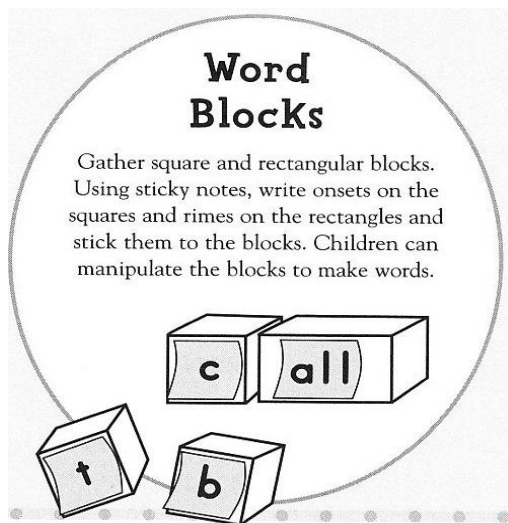 Word
Blocks
Gather square and rectangular blocks.
Using sticky notes, write onsets on the
squares and rimes on the rectangles and
stick them to the blocks. Children can
manipulate the blocks to make words.
c all
t
b